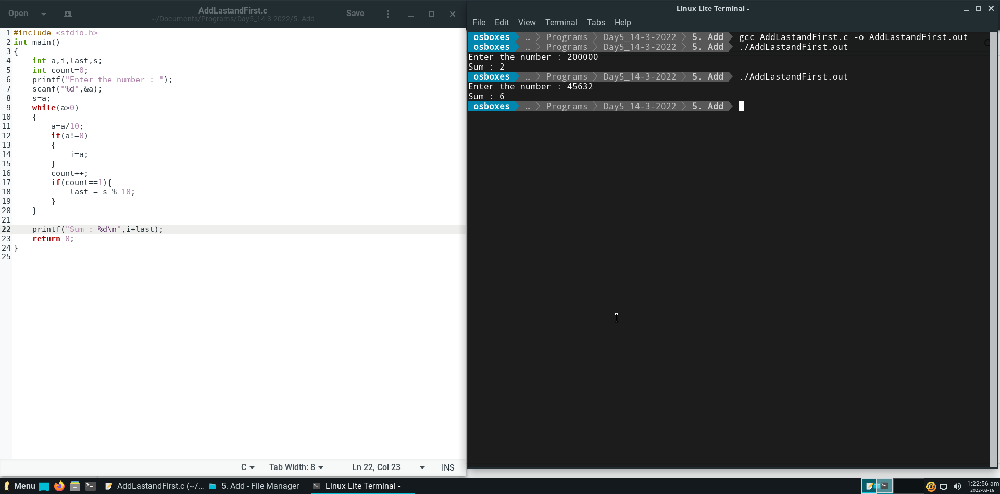 Open AddLastandFirst.c Save
~/Documents/Programs/Day5_14-3-2022/5. Add
1 #include <stdio.h>
2 int main()
3 {
4     int a,i,last,s;
5     int count=0;
6     printf("Enter the number : ");
7     scanf("%d",&a);
8     s=a;
9     while(a>0)
10     {
11         a=a/10;
12         if(a!=0)
13         {
14             i=a;
15         }
16         count++;
17         if(count==1){
18             last = s % 10;
19         }
20     }
21
22     printf("Sum : %d\n",i+last);
23     return 0;
24 }
25
C Tab Width: 8 Ln 22, Col 23 INS
Linux Lite Terminal -
File Edit View Terminal Tabs Help
osboxes … Programs Day5_14-3-2022 5. Add gcc AddLastandFirst.c -o AddLastandFirst.out
osboxes … Programs Day5_14-3-2022 5. Add ./AddLastandFirst.out
Enter the number : 200000
Sum : 2
osboxes … Programs Day5_14-3-2022 5. Add ./AddLastandFirst.out
Enter the number : 45632
Sum : 6
osboxes … Programs Day5_14-3-2022 5. Add
Menu AddLastandFirst.c (~/… 5. Add - File Manager Linux Lite Terminal - 1:22:56 am
2022-03-16